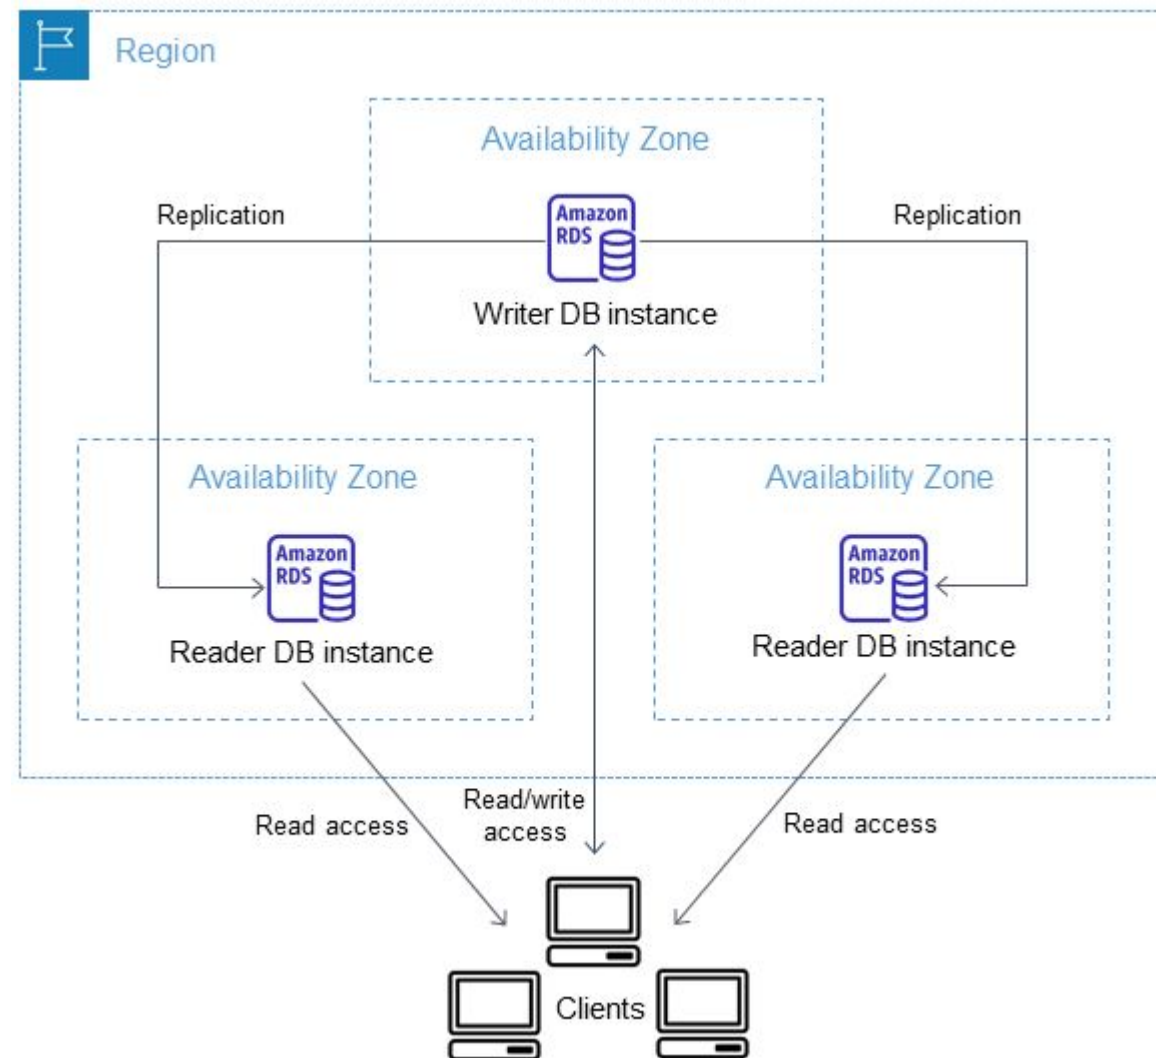 Region
Availability Zone
Replication
Replication
Amazon
RDS
Writer DB instance
Availability Zone
Availability Zone
Amazon
RDS
Amazon
RDS
Reader DB instance
Reader DB instance
Read access
Read/write
access
Read access
Clients